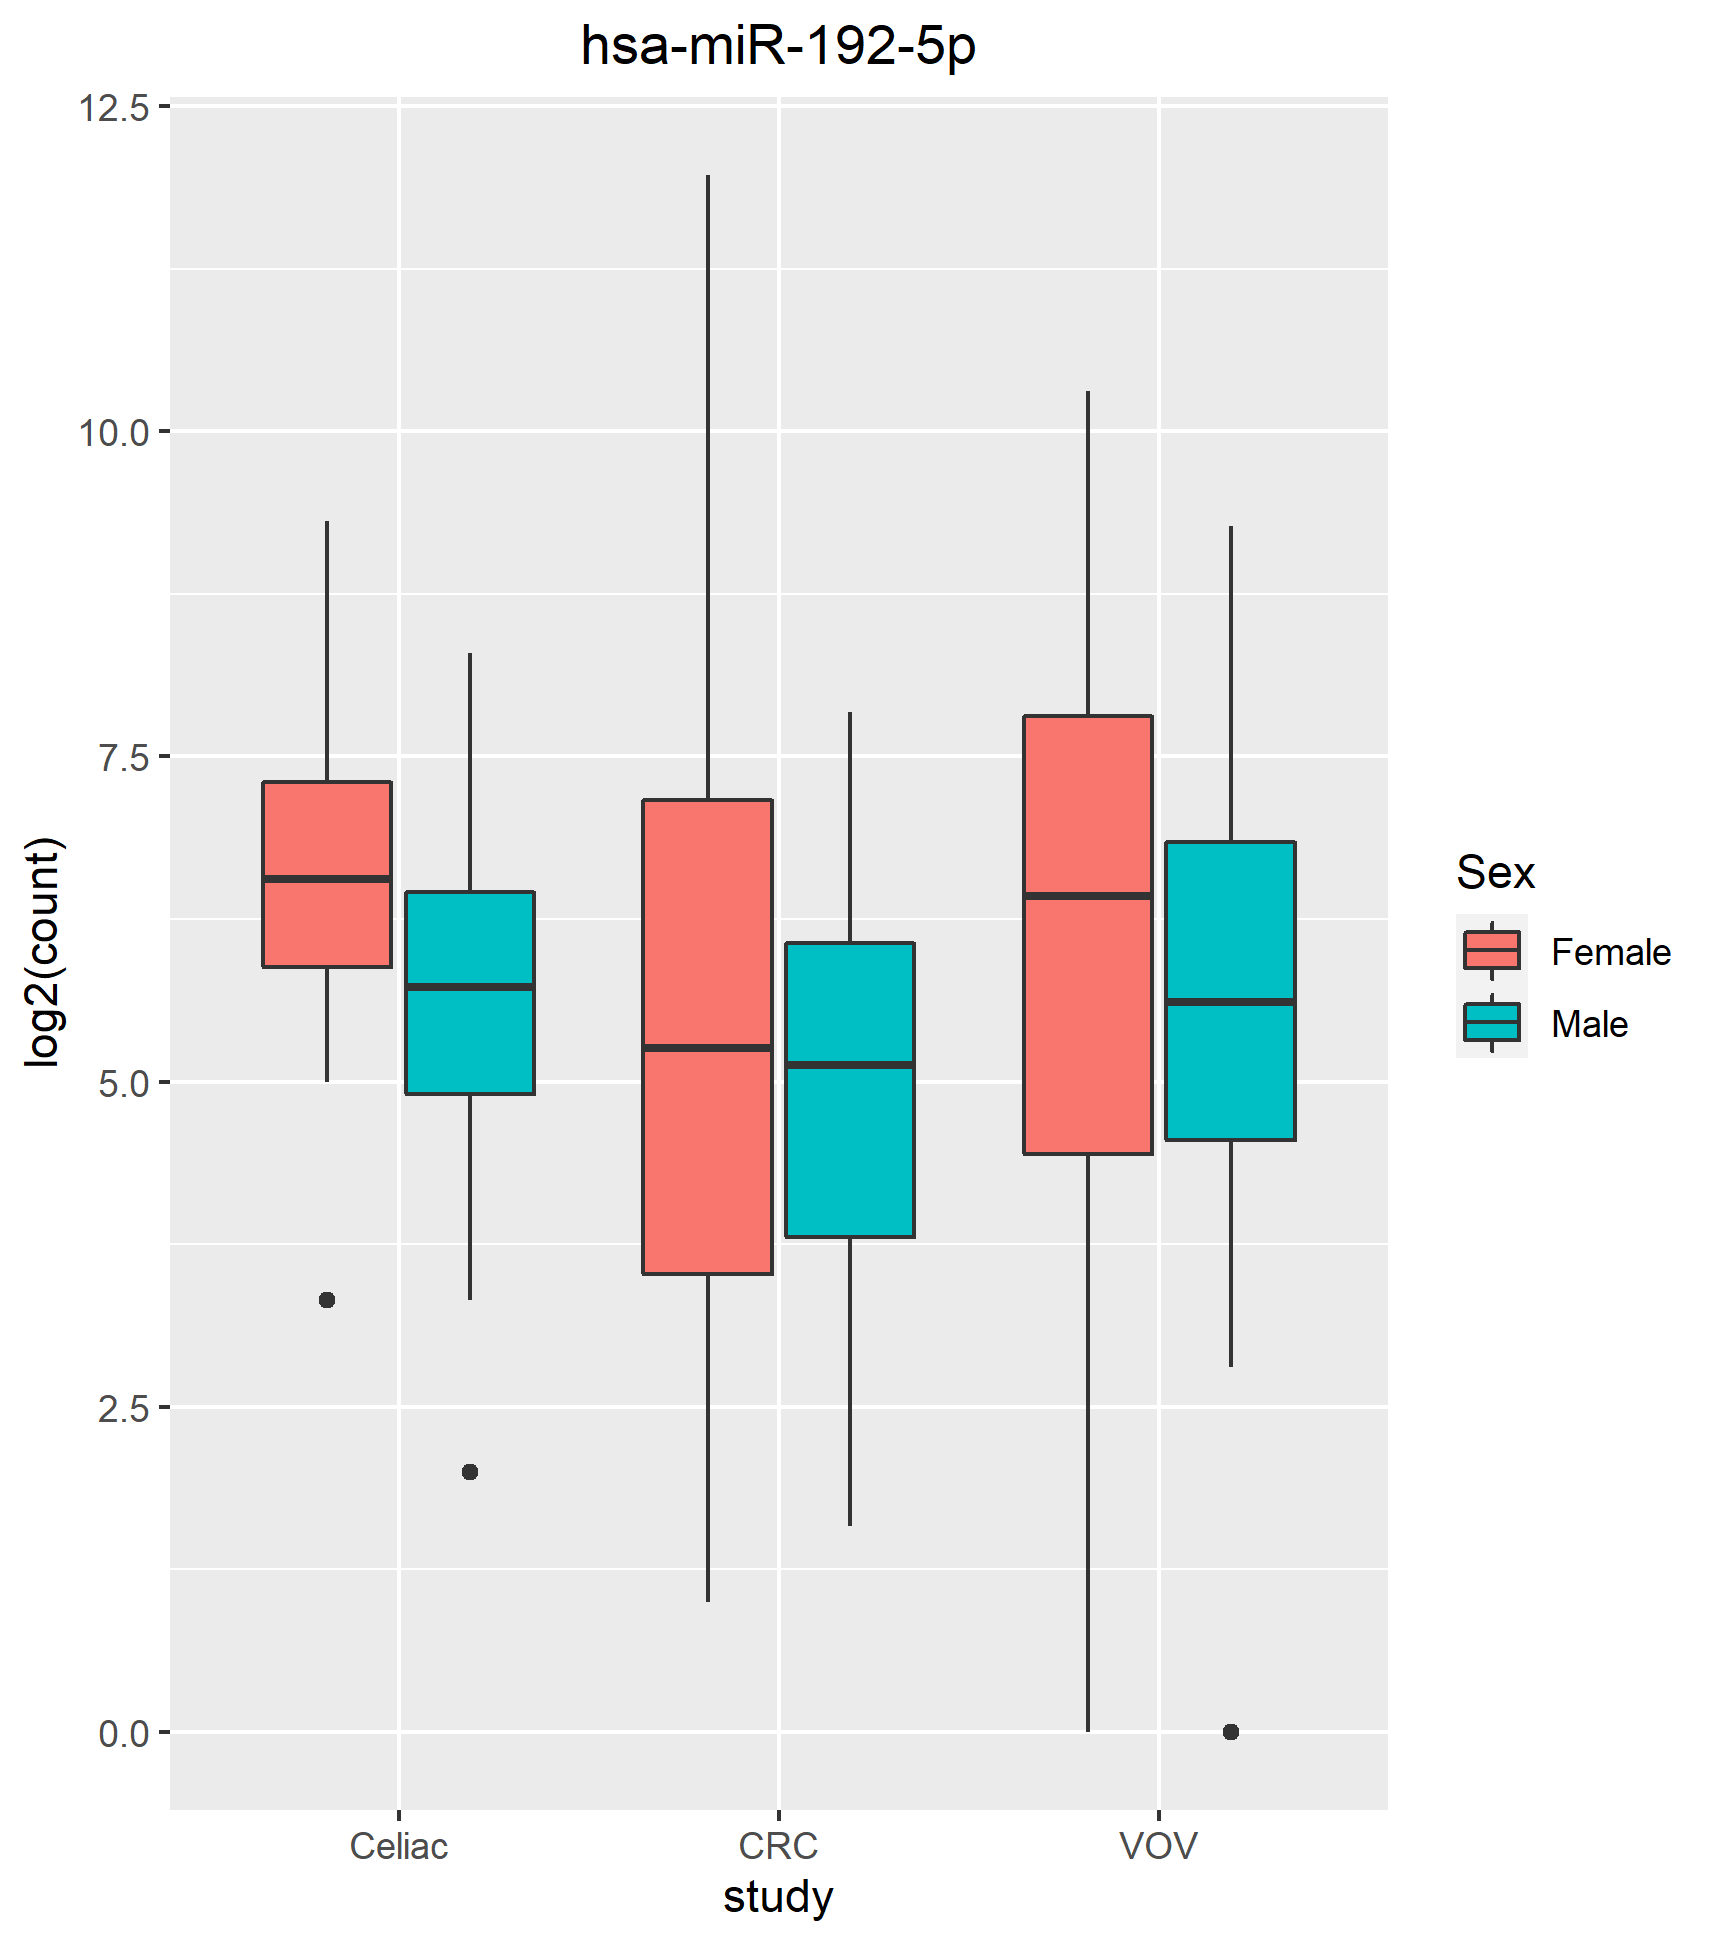 hsa-miR-192-5p
12.5
10.0
7.5
5.0
2.5
0.0
log2(count)
Celiac
CRC
VOV
study
Sex
Female
Male